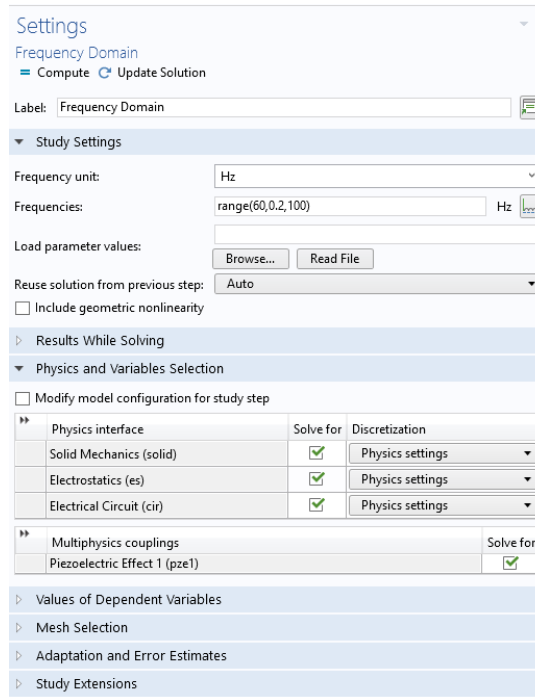 Settings
Frequency Domain
= Compute Update Solution
Label: Frequency Domain
Study Settings
Frequency unit: Hz
Frequencies: range(60,0.2,100) Hz
Load parameter values:
Browse... Read File
Reuse solution from previous step: Auto
Include geometric nonlinearity
Results While Solving
Physics and Variables Selection
Modify model configuration for study step
Physics interface Solve for Discretization
Solid Mechanics (solid) Physics settings
Electrostatics (es) Physics settings
Electrical Circuit (cir) Physics settings
Multiphysics couplings Solve for
Piezoelectric Effect 1 (pze1)
Values of Dependent Variables
Mesh Selection
Adaptation and Error Estimates
Study Extensions